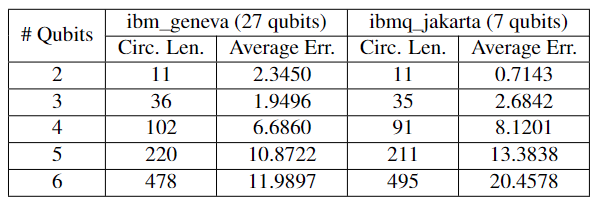 # Qubits ibm_geneva (27 qubits) ibmq_jakarta (7 qubits)
Circ. Len. Average Err. Circ. Len. Average Err.
2 11 2.3450 11 0.7143
3 36 1.9496 35 2.6842
4 102 6.6860 91 8.1201
5 220 10.8722 211 13.3838
6 478 11.9897 495 20.4578